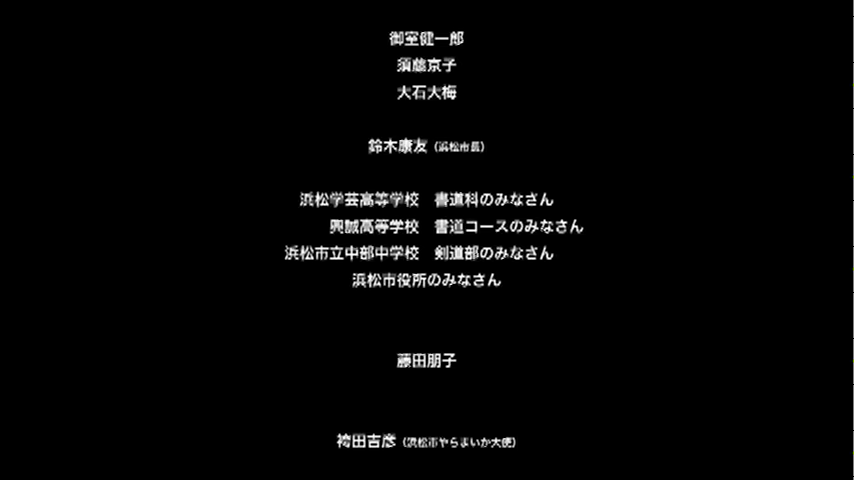 御室健一郎
須藤京子
大石大梅
鈴木康友（浜松市長）
浜松学芸高等学校　書道科のみなさん
興誠高等学校　書道コースのみなさん
浜松市立中部中学校　剣道部のみなさん
浜松市役所のみなさん
藤田朋子
袴田吉彦（浜松市やらまいか大使）